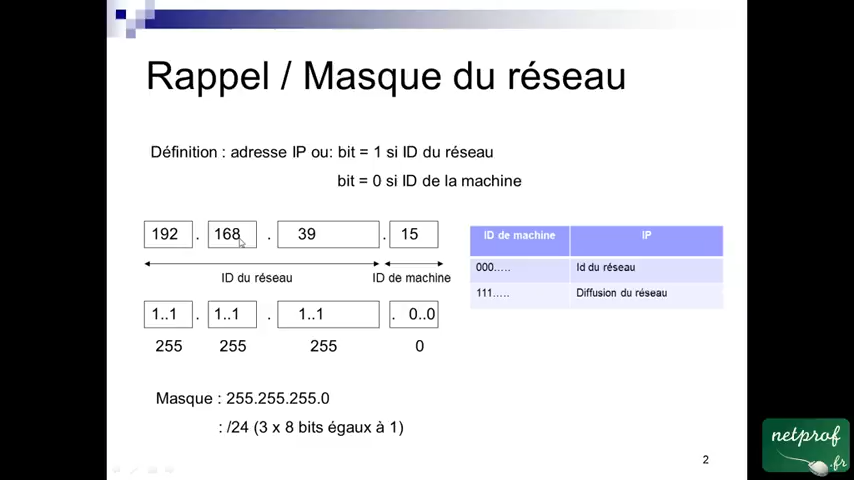 Rappel / Masque du réseau
Définition : adresse IP ou: bit = 1 si ID du réseau
bit = 0 si ID de la machine
192 . 168 . 39 . 15
ID du réseau ID de machine
1..1 . 1..1 . 1..1 . 0..0
255 255 255 0
ID de machine IP
000..... Id du réseau
111..... Diffusion du réseau
Masque : 255.255.255.0
: /24 (3 x 8 bits égaux à 1)
2
netprof
.fr